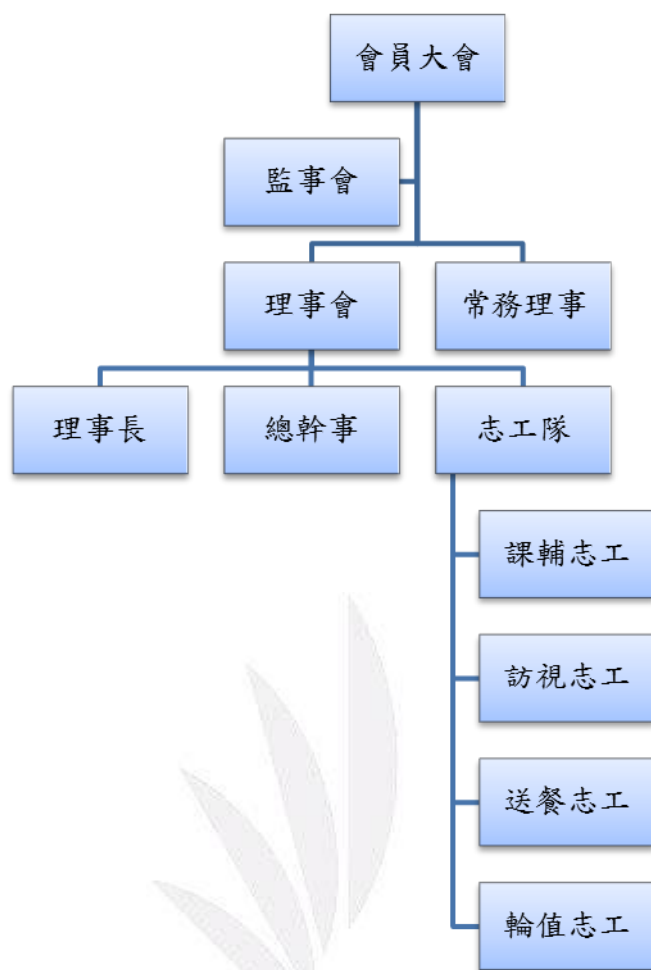 會員大會
監事會
理事會
常務理事
理事長
總幹事
志工隊
課輔志工
訪視志工
送餐志工
輪值志工